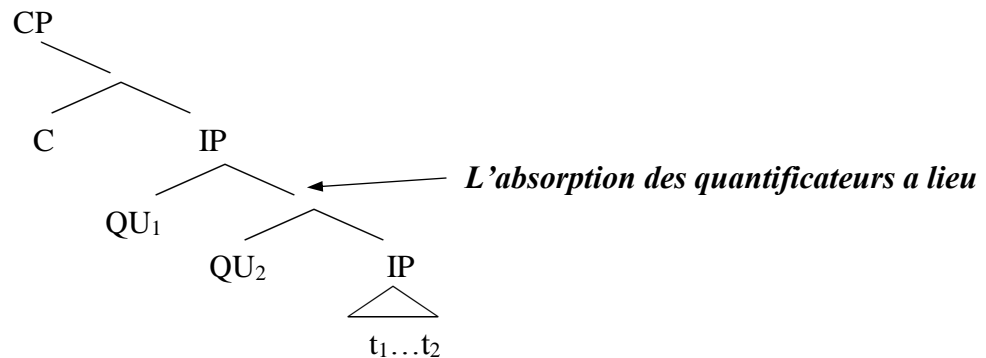 CP
C IP
L’absorption des quantificateurs a lieu
QU₁
QU₂ IP
t₁…t₂